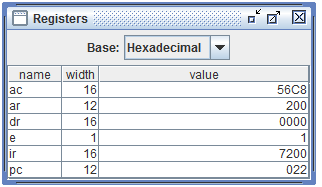 Registers
Base: Hexadecimal
name width value
ac 16 56C8
ar 12 200
dr 16 0000
e 1 1
ir 16 7200
pc 12 022